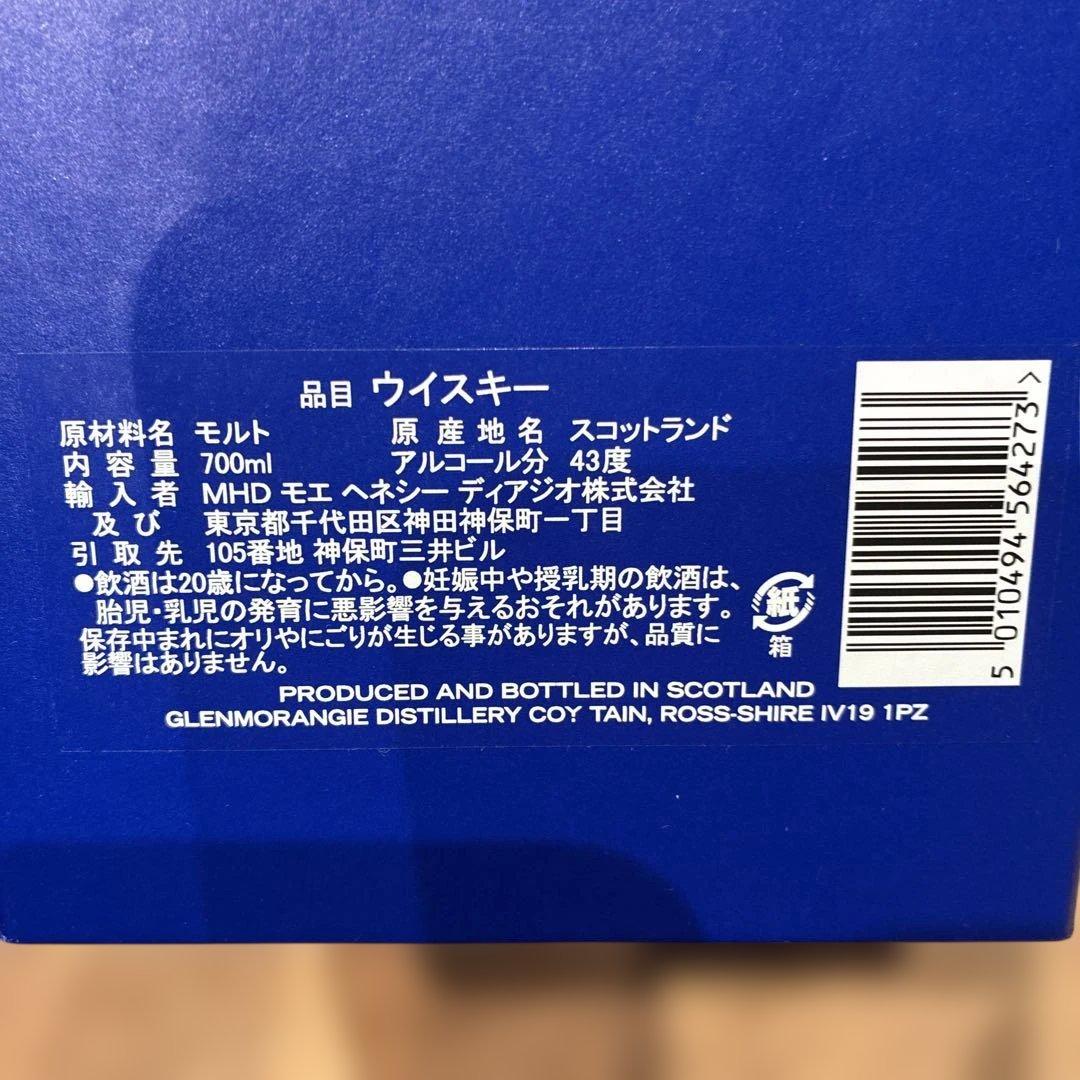 品目 ウイスキー
原材料名 モルト 原産地名 スコットランド
内容量 700ml アルコール分 43度
輸入者 MHD モエ ヘネシー ディアジオ株式会社
及び 東京都千代田区神田神保町一丁目
引取先 105番地 神保町三井ビル
●飲酒は20歳になってから。●妊娠中や授乳期の飲酒は、
胎児・乳児の発育に悪影響を与えるおそれがあります。
保存中まれにオリやにごりが生じる事がありますが、品質に
影響はありません。
紙
箱
PRODUCED AND BOTTLED IN SCOTLAND
GLENMORANGIE DISTILLERY COY TAIN, ROSS-SHIRE IV19 1PZ
5 010494 564273 >